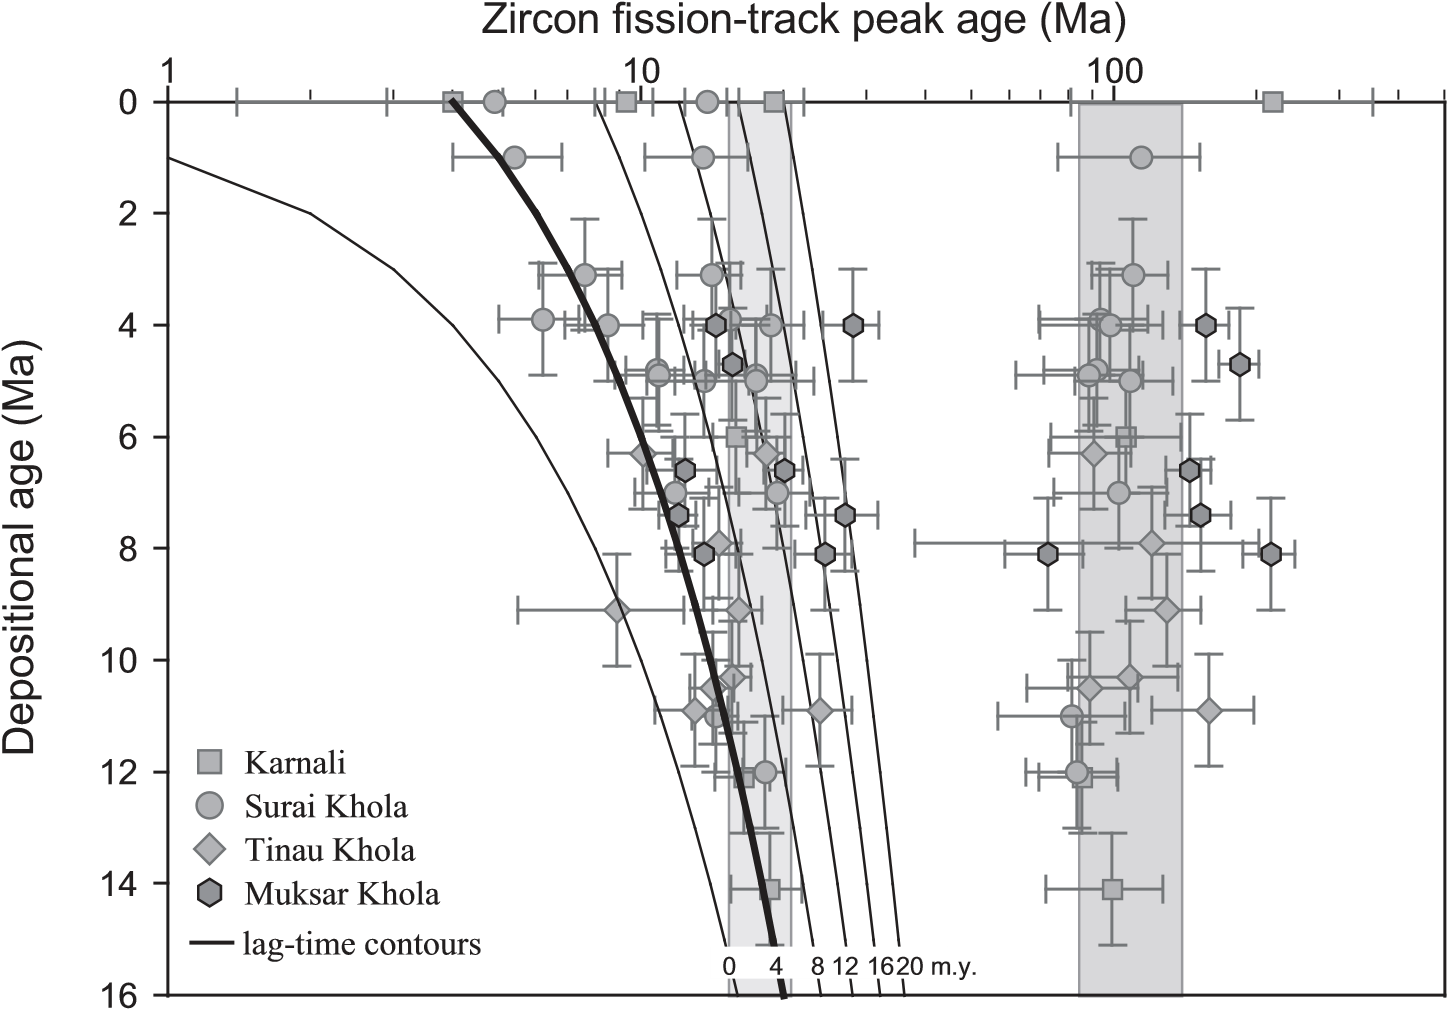 Zircon fission-track peak age (Ma)
1 10 100
Depositional age (Ma)
0
2
4
6
8
10
12
14
16
Karnali
Surai Khola
Tinau Khola
Muksar Khola
lag-time contours
0 4 8 12 16 20 m.y.